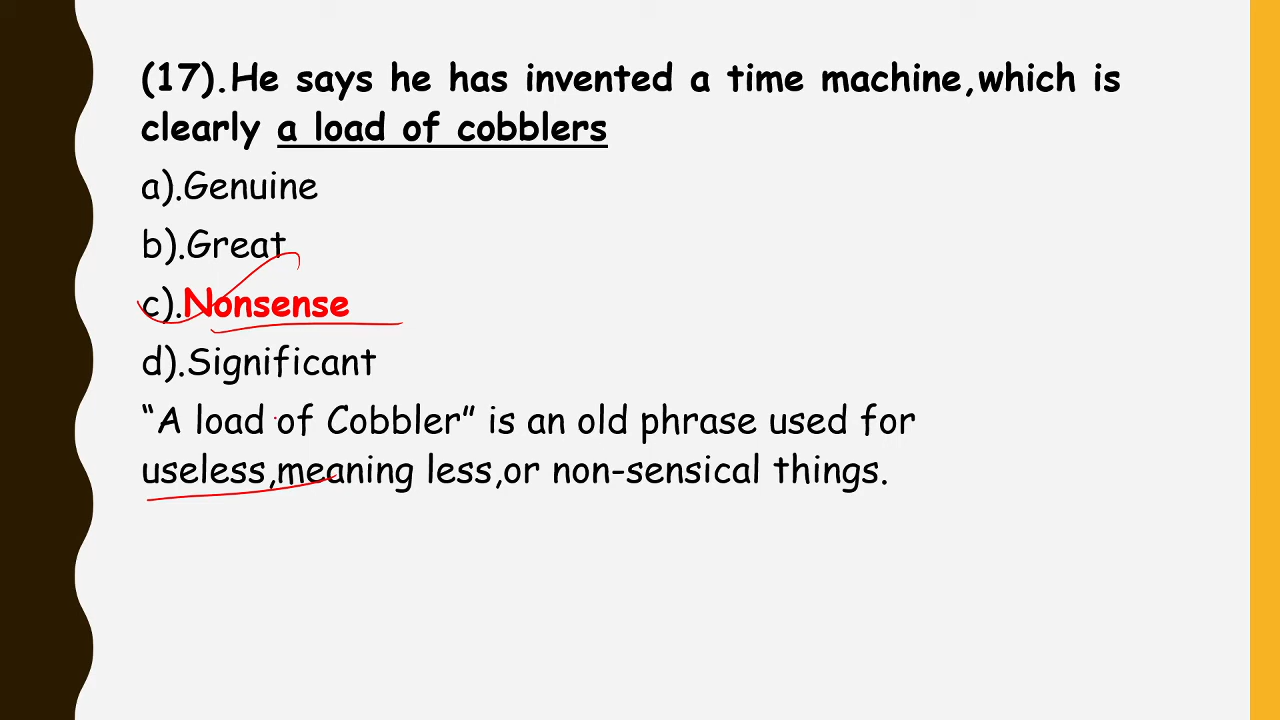 (17).He says he has invented a time machine,which is
clearly a load of cobblers
a).Genuine
b).Great
c).Nonsense
d).Significant
“A load of Cobbler” is an old phrase used for
useless,meaning less,or non-sensical things.